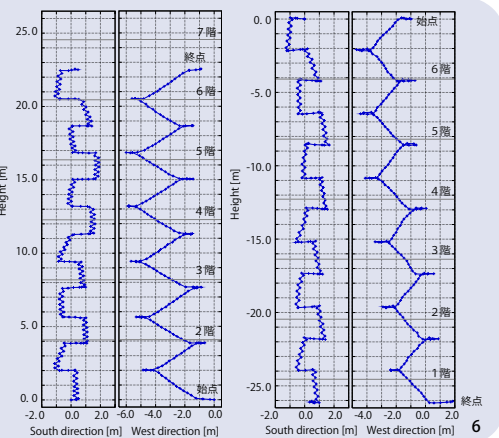 25.0
20.0
15.0
10.0
5.0
0.0
Height [m]
7階
終点
6階
5階
4階
3階
2階
始点
-2.0 0.0 2.0 -6.0 -4.0 -2.0 0.0
South direction [m] West direction [m]
0.0
-5.0
-10.0
-15.0
-20.0
-25.0
Height [m]
始点
6階
5階
4階
3階
2階
1階
終点
-2.0 0.0 2.0 -4.0 -2.0 0.0 2.0
South direction [m] West direction [m]
6